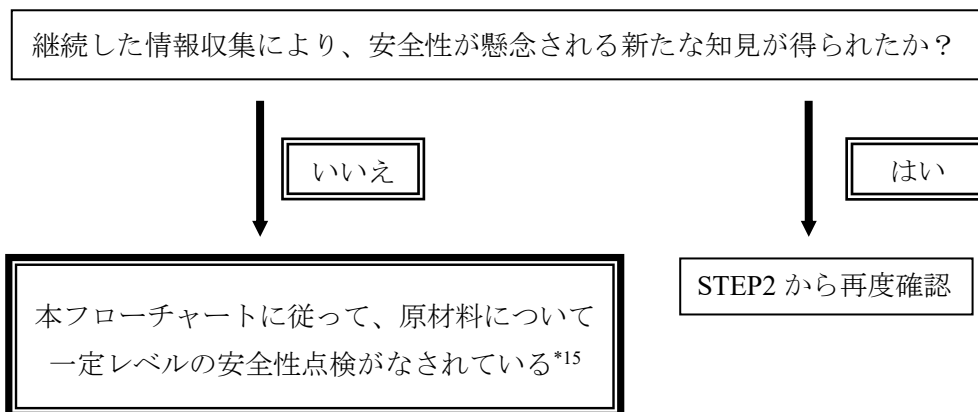 継続した情報収集により、安全性が懸念される新たな知見が得られたか？
いいえ
はい
本フローチャートに従って、原材料について
一定レベルの安全性点検がなされている*15
STEP2 から再度確認